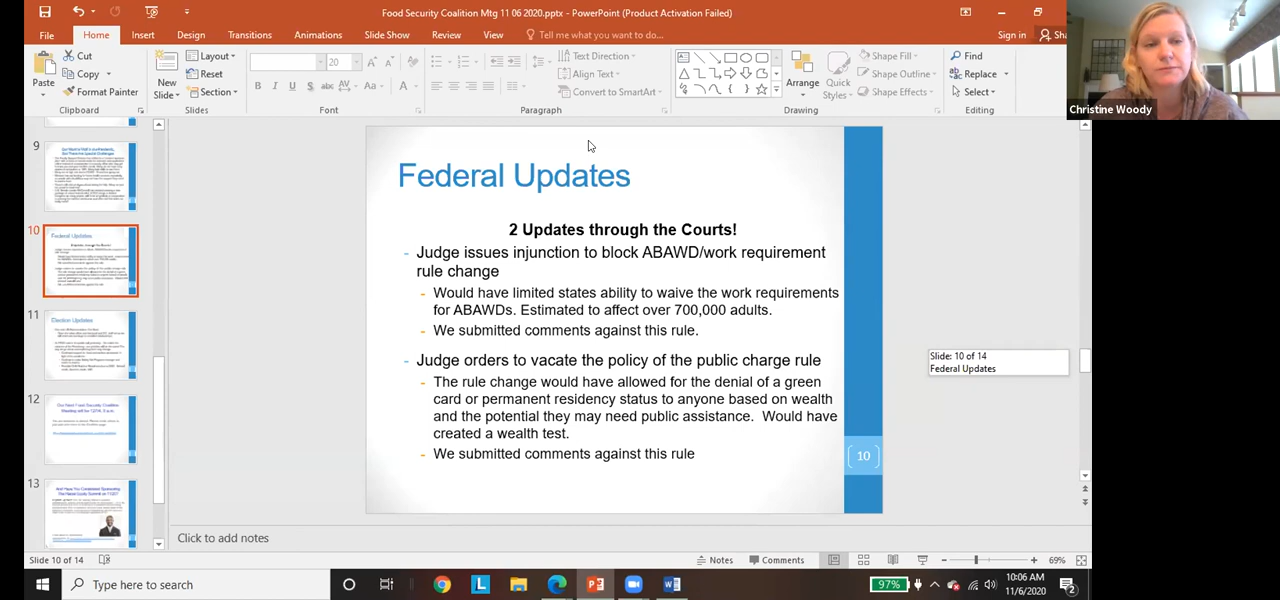 Food Security Coalition Mtg 11 06 2020.pptx - PowerPoint (Product Activation Failed)
File Home Insert Design Transitions Animations Slide Show Review View Tell me what you want to do... Sign in Sha
Paste Cut Copy Format Painter
New Slide Layout Reset Section
20
Text Direction Align Text Convert to SmartArt
Arrange Quick Styles Shape Fill Shape Outline Shape Effects
Find Replace Select
Clipboard Slides Font Paragraph Drawing Editing
Christine Woody
9
10
Federal Updates
11
Election Updates
12
13
Federal Updates
2 Updates through the Courts!
- Judge issues injunction to block ABAWD/work requirement
rule change
- Would have limited states ability to waive the work requirements
for ABAWDS. Estimated to affect over 700,000 adults.
- We submitted comments against this rule.
- Judge orders vacate the policy of the public charge rule
- The rule change would have allowed for the denial of a green
card or permanent residency status to anyone based on wealth
and the potential they may need public assistance. Would have
created a wealth test.
- We submitted comments against this rule
10
Slide: 10 of 14
Federal Updates
Click to add notes
Slide 10 of 14 Notes Comments 69%
Type here to search
97% 10:06 AM
11/6/2020
2